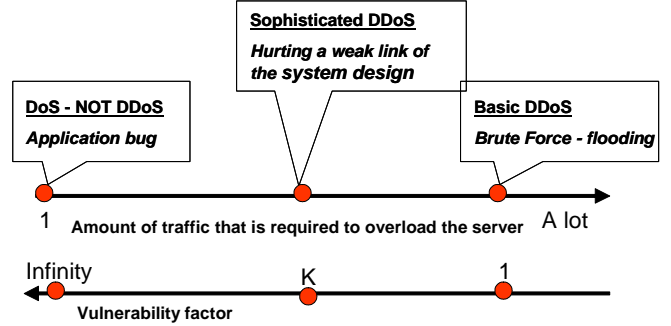 Sophisticated DDoS
Hurting a weak link of
the system design
DoS - NOT DDoS
Application bug
Basic DDoS
Brute Force - flooding
1
Amount of traffic that is required to overload the server
A lot
Infinity
K
1
Vulnerability factor